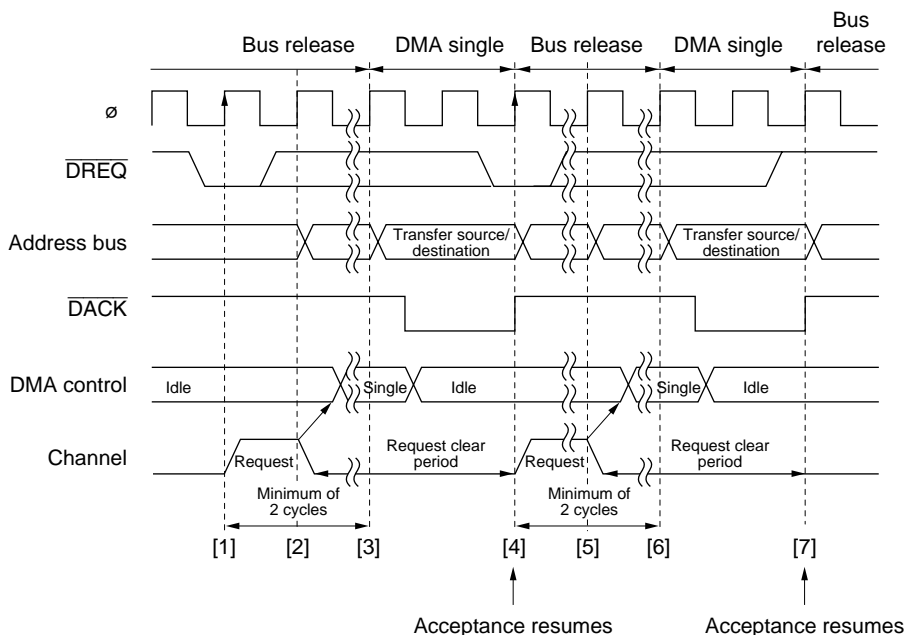 Bus release DMA single Bus release DMA single Bus
release
ø
DREQ
Address bus Transfer source/
destination Transfer source/
destination
DACK
DMA control Idle Single Idle Single Idle
Channel Request Request clear
period Request Request clear
period
Minimum of
2 cycles Minimum of
2 cycles
[1] [2] [3] [4] [5] [6] [7]
Acceptance resumes Acceptance resumes